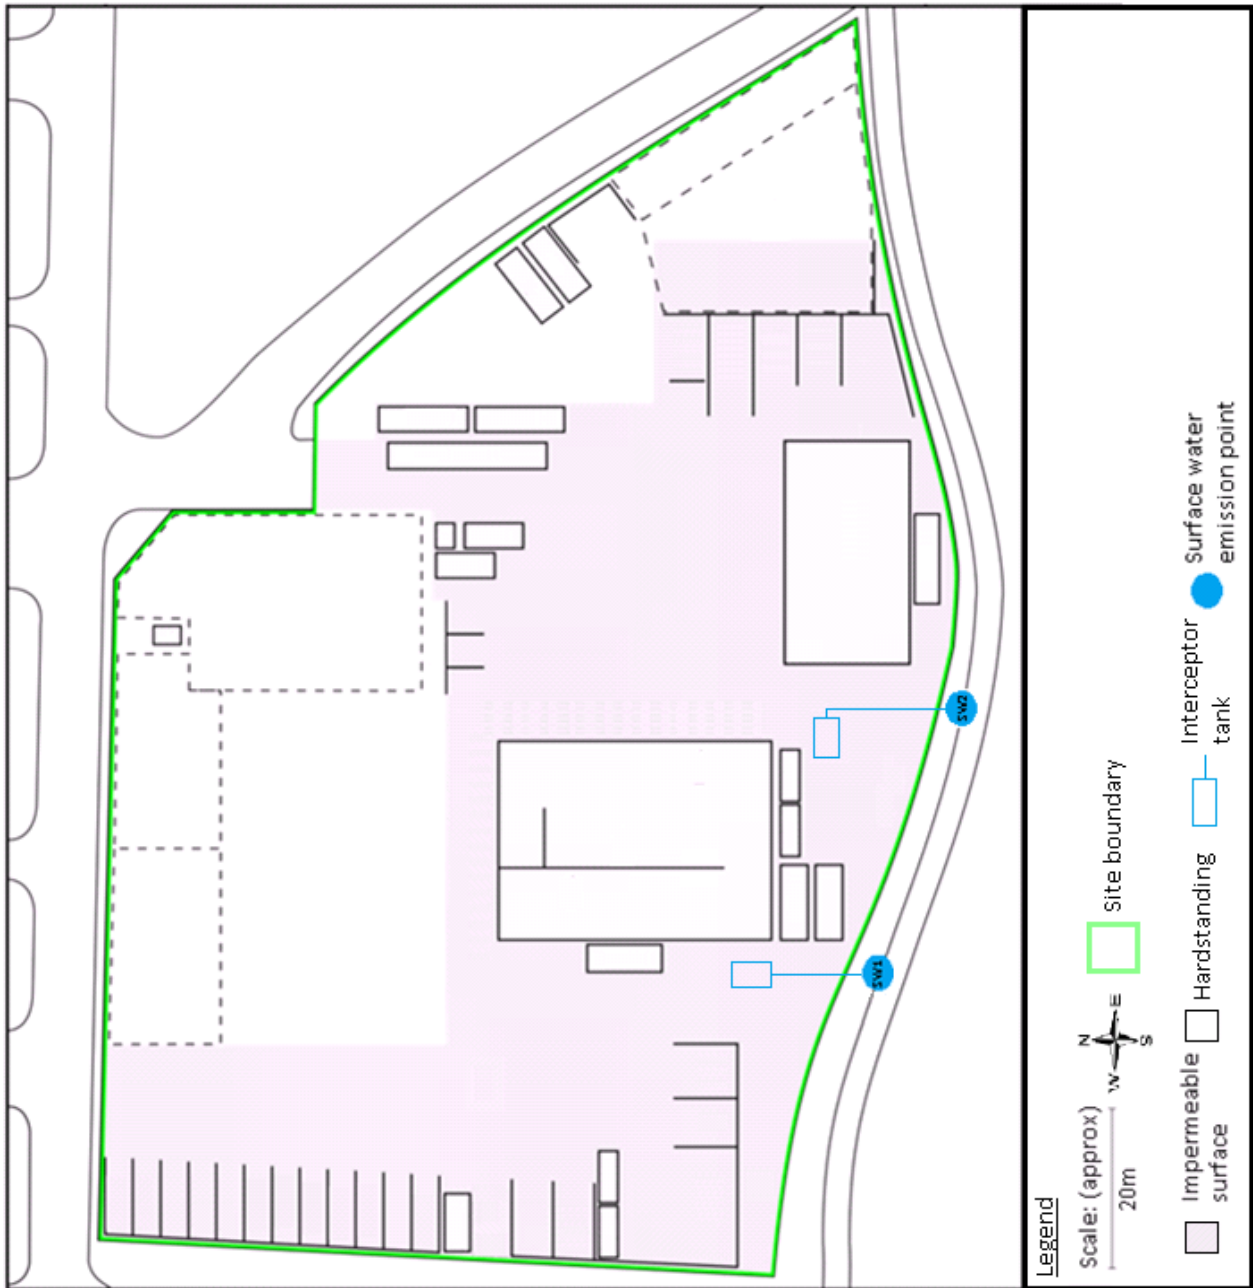 SW1
SW2
Legend
Scale: (approx)
20m
N
W
E
S
Site boundary
Impermeable
surface
Hardstanding
Interceptor
tank
Surface water
emission point